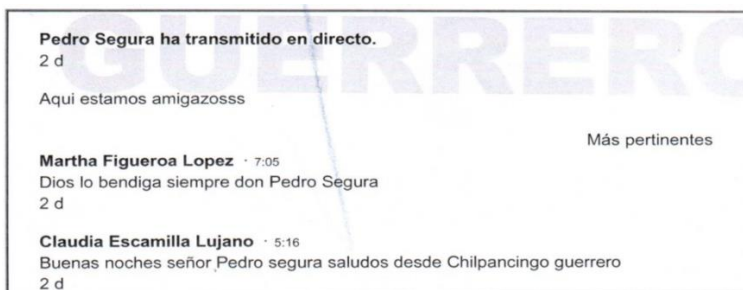 GUERRERO
Pedro Segura ha transmitido en directo.
2 d
Aqui estamos amigazosss
Más pertinentes
Martha Figueroa Lopez · 7:05
Dios lo bendiga siempre don Pedro Segura
2 d
Claudia Escamilla Lujano · 5:16
Buenas noches señor Pedro segura saludos desde Chilpancingo guerrero
2 d